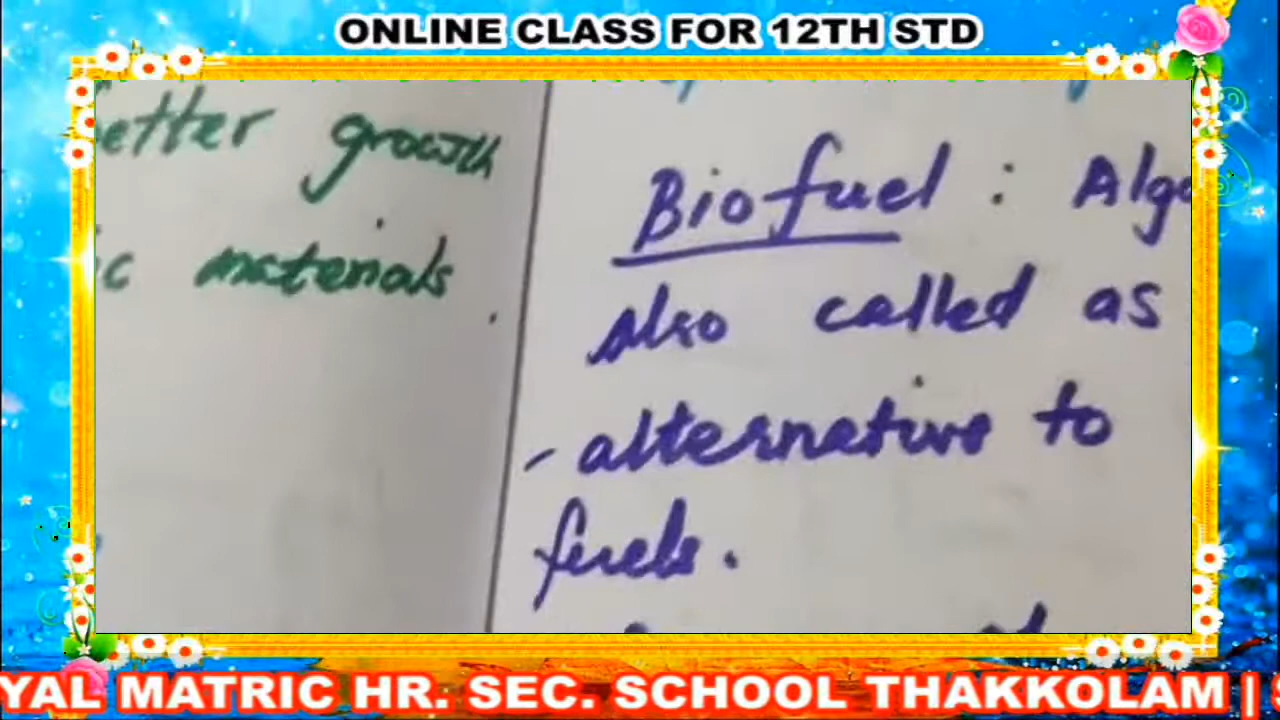 ONLINE CLASS FOR 12TH STD
etter growth
ic materials.
Biofuel : Alga
also called as
- alternative to
fuels.
YAL MATRIC HR. SEC. SCHOOL THAKKOLAM |